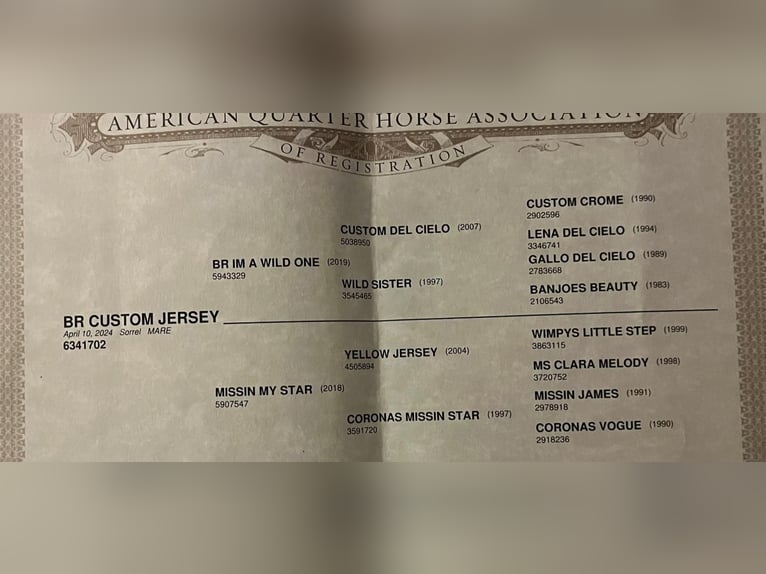 AMERICAN QUARTER HORSE ASSOCIATION
OF REGISTRATION
CUSTOM CROME (1990)
2902596
CUSTOM DEL CIELO (2007)
5038950
LENA DEL CIELO (1994)
3346741
BR IM A WILD ONE (2019)
5943329
GALLO DEL CIELO (1989)
2783668
WILD SISTER (1997)
3545465
BANJOES BEAUTY (1983)
2106543
BR CUSTOM JERSEY
April 10, 2024 Sorrel MARE
6341702
WIMPYS LITTLE STEP (1999)
3863115
YELLOW JERSEY (2004)
4505894
MS CLARA MELODY (1998)
3720752
MISSIN MY STAR (2018)
5907547
MISSIN JAMES (1991)
2978918
CORONAS MISSIN STAR (1997)
3591720
CORONAS VOGUE (1990)
2918236